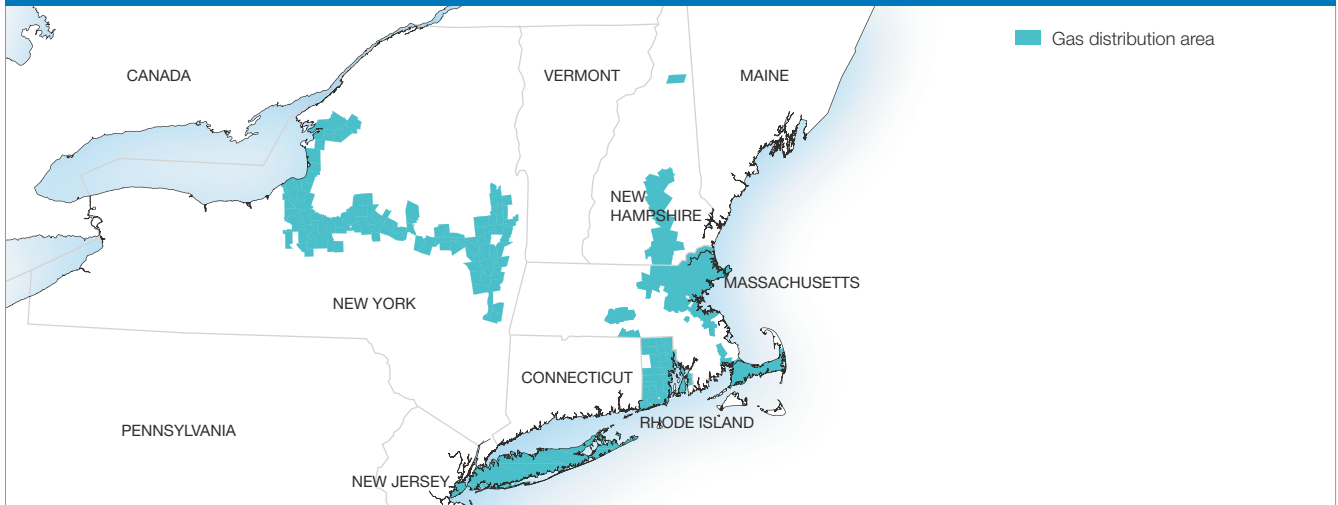 Gas distribution area
CANADA
VERMONT
MAINE
NEW
HAMPSHIRE
MASSACHUSETTS
NEW YORK
CONNECTICUT
RHODE ISLAND
PENNSYLVANIA
NEW JERSEY